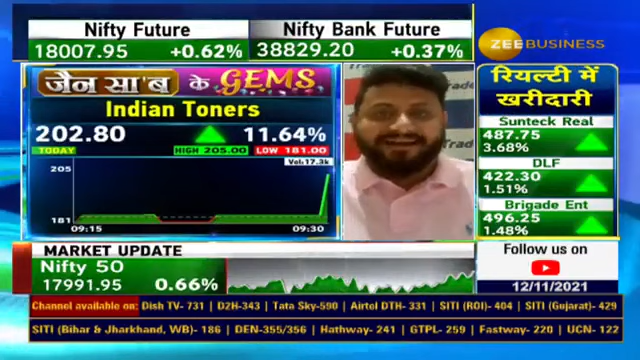 Nifty Future
18007.95 +0.62%
Nifty Bank Future
38829.20 +0.37%
ZEE BUSINESS
जैन सा'ब के GEMS
Indian Toners
202.80 11.64%
TODAY HIGH 205.00 LOW 181.00
Vol:17.3k
205
181
09:15 09:30
Trade
रियल्टी में
खरीदारी
Sunteck Real
487.75
3.68%
DLF
422.30
1.51%
Brigade Ent
496.25
1.48%
MARKET UPDATE
Nifty 50
17991.95 0.66%
Follow us on
12/11/2021
Channel available on: Dish TV- 731 | D2H-343 | Tata Sky-590 | Airtel DTH- 331 | SITI (ROI)- 404 | SITI (Gujarat)- 429
SITI (Bihar & Jharkhand, WB)- 186 | DEN-355/356 | Hathway- 241 | GTPL- 259 | Fastway- 220 | UCN- 122